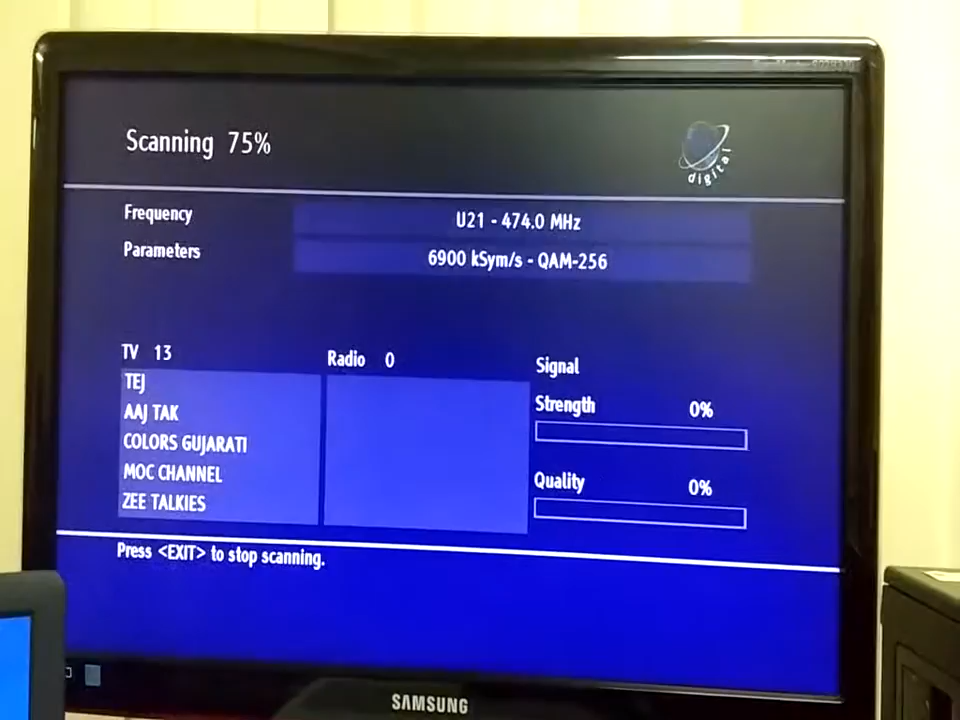 Scanning 75%
digital
Frequency U21 - 474.0 MHz
Parameters 6900 kSym/s - QAM-256
TV 13
TEJ
AAJ TAK
COLORS GUJARATI
MOC CHANNEL
ZEE TALKIES
Radio 0
Signal
Strength 0%
Quality 0%
Press <EXIT> to stop scanning.
SAMSUNG